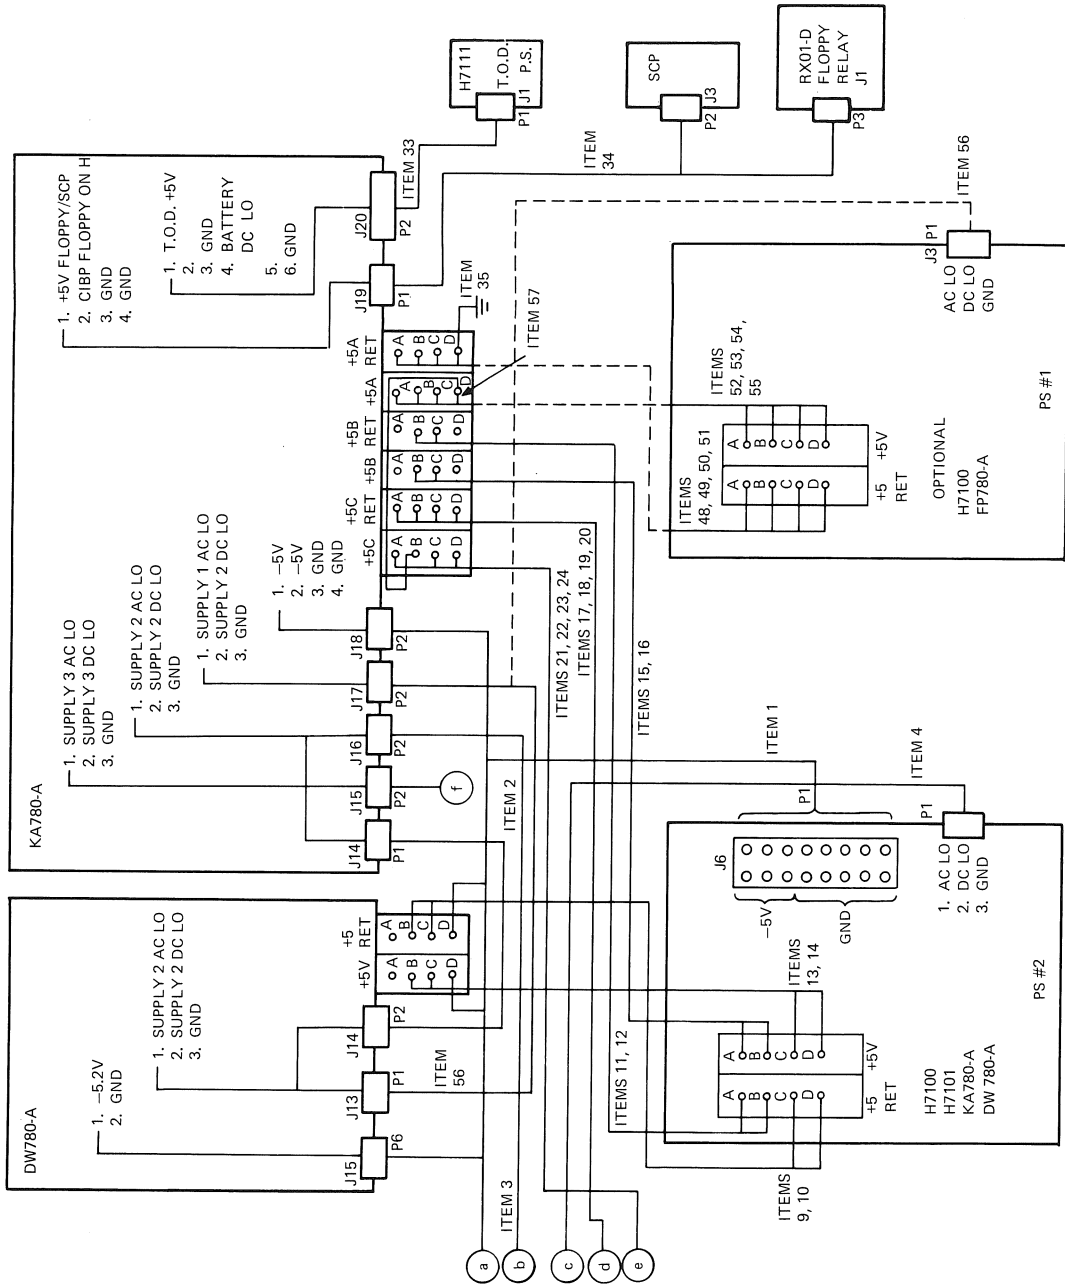 DW780-A
1. –5.2V
2. GND
1. SUPPLY 2 AC LO
2. SUPPLY 2 DC LO
3. GND
J15
P6
J13
P1
J14
P2
+5V
+5
RET
A
B
C
D
A
B
C
D
ITEM
56
KA780-A
1. SUPPLY 3 AC LO
2. SUPPLY 3 DC LO
3. GND
1. SUPPLY 2 AC LO
2. SUPPLY 2 DC LO
3. GND
1. SUPPLY 1 AC LO
2. SUPPLY 2 DC LO
3. GND
1. –5V
2. –5V
3. GND
4. GND
J14
P1
J15
P2
J16
P2
J17
P2
J18
P2
f
+5C
+5C
RET
+5B
+5B
RET
+5A
+5A
RET
A
B
C
D
A
B
C
D
A
B
C
D
A
B
C
D
A
B
C
D
A
B
C
D
1. +5V FLOPPY/SCP
2. CIBP FLOPPY ON H
3. GND
4. GND
1. T.O.D. +5V
2.
3. GND
4. BATTERY
DC LO
5.
6. GND
J19
P1
J20
P2
ITEM 33
ITEM
34
ITEM
35
ITEM 57
H7111
T.O.D.
P.S.
P1
J1
SCP
P2
J3
RX01-D
FLOPPY
RELAY
J1
P3
ITEM 56
ITEM 2
ITEM 3
a
b
c
d
e
ITEMS 21, 22, 23, 24
ITEMS 17, 18, 19, 20
ITEMS 15, 16
ITEMS 11, 12
ITEM 1
ITEM 4
ITEMS
9, 10
ITEMS
13, 14
A
B
C
D
A
B
C
D
+5
RET
+5V
H7100
H7101
KA780-A
DW 780-A
PS #2
J6
P1
–5V
GND
P1
1. AC LO
2. DC LO
3. GND
ITEMS
48, 49, 50, 51
ITEMS
52, 53, 54,
55
A
B
C
D
A
B
C
D
+5
RET
+5V
OPTIONAL
H7100
FP780-A
PS #1
J3
P1
AC LO
DC LO
GND